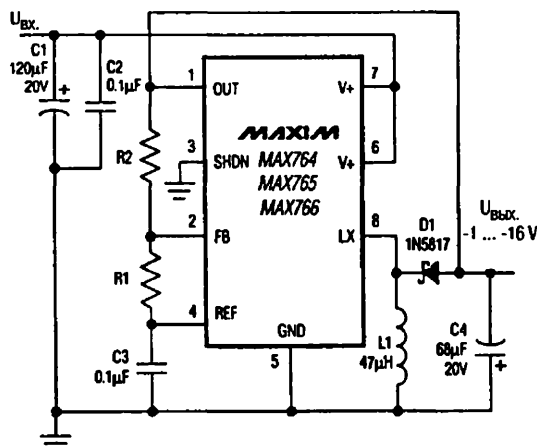 Uвх.
C1
120µF
20V
+
C2
0.1µF
1
OUT
V+
7
R2
3
SHDN
MAXIM
MAX764
MAX765
MAX766
V+
6
2
FB
LX
8
D1
1N5817
Uвых.
-1 ... -16 V
R1
4
REF
GND
5
C3
0.1µF
L1
47µH
C4
68µF
20V
+